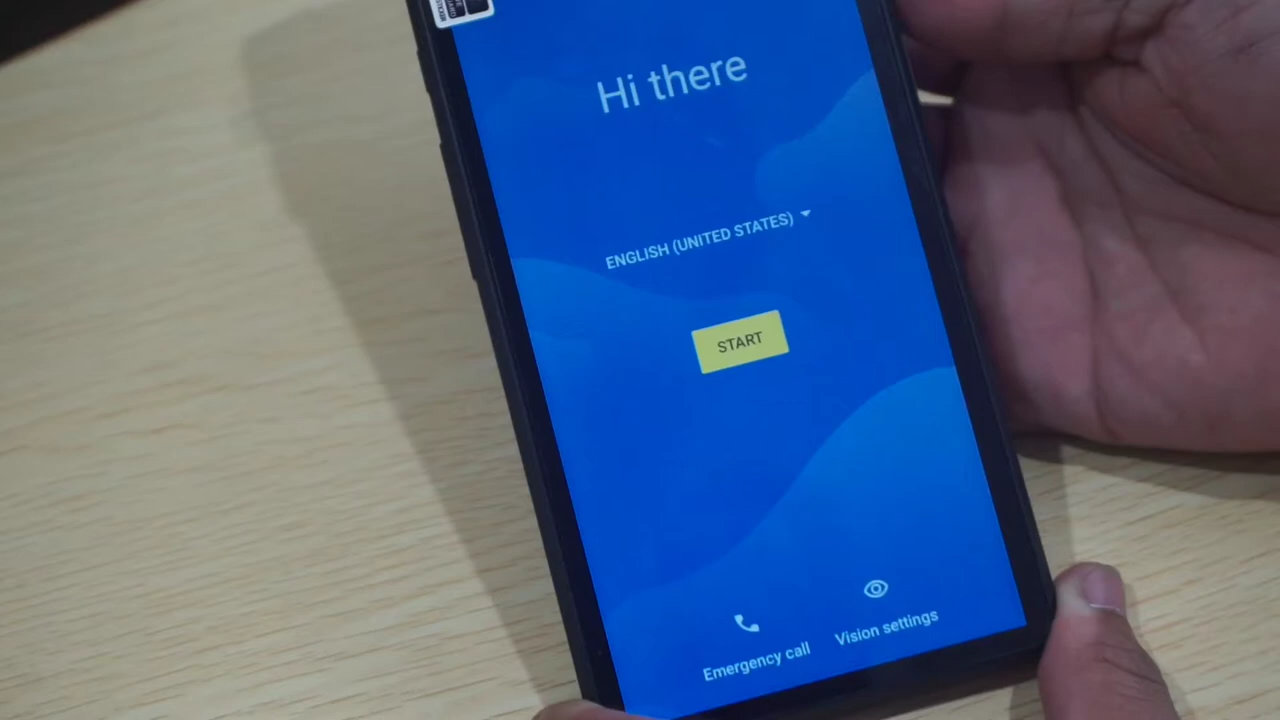 Hi there
ENGLISH (UNITED STATES)
START
Emergency call
Vision settings